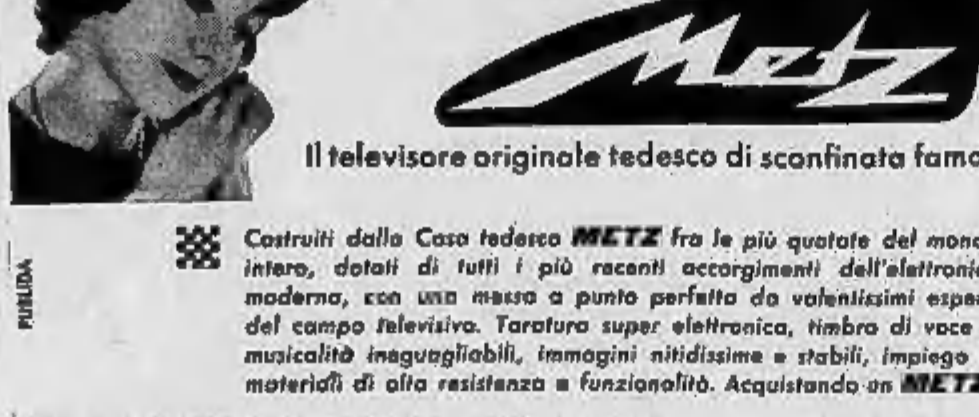 Metz
Il televisore originale tedesco di sconfinata fama
PUBLIDA
Costruiti dalla Casa tedesca METZ fra le più quotate del mon
intero, dotati di tutti i più recenti accorgimenti dell'elettroni
moderna, con una messa a punto perfetta da valentissimi espe
del campo televisivo. Taratura super elettronica, timbro di voce
musicalità ineguagliabili, immagini nitidissime e stabili, impiego
materiali di alta resistenza e funzionalità. Acquistando un METZ